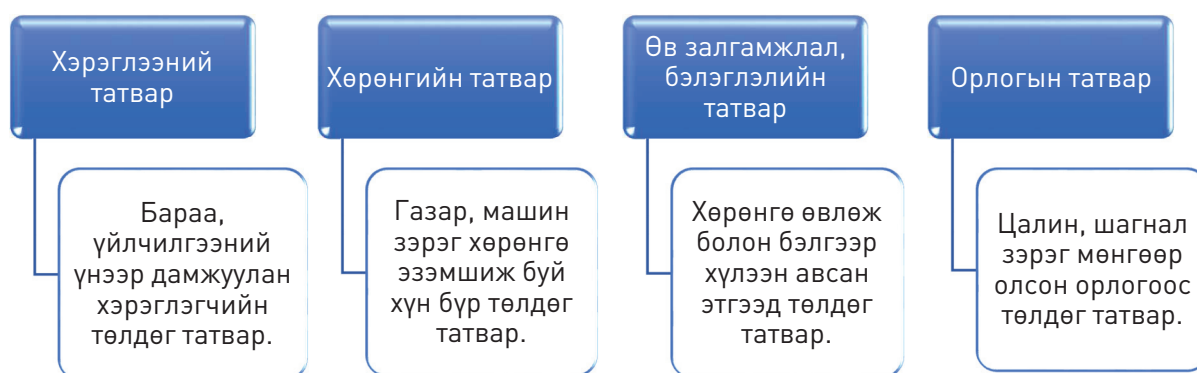 Хэрэглээний
татвар
Бараа,
үйлчилгээний
үнээр дамжуулан
хэрэглэгчийн
төлдөг татвар.
Хөрөнгийн татвар
Газар, машин
зэрэг хөрөнгө
эзэмшиж буй
хүн бүр төлдөг
татвар.
Өв залгамжлал,
бэлэглэлийн
татвар
Хөрөнгө өвлөж
болон бэлгээр
хүлээн авсан
этгээд төлдөг
татвар.
Орлогын татвар
Цалин, шагнал
зэрэг мөнгөөр
олсон орлогоос
төлдөг татвар.